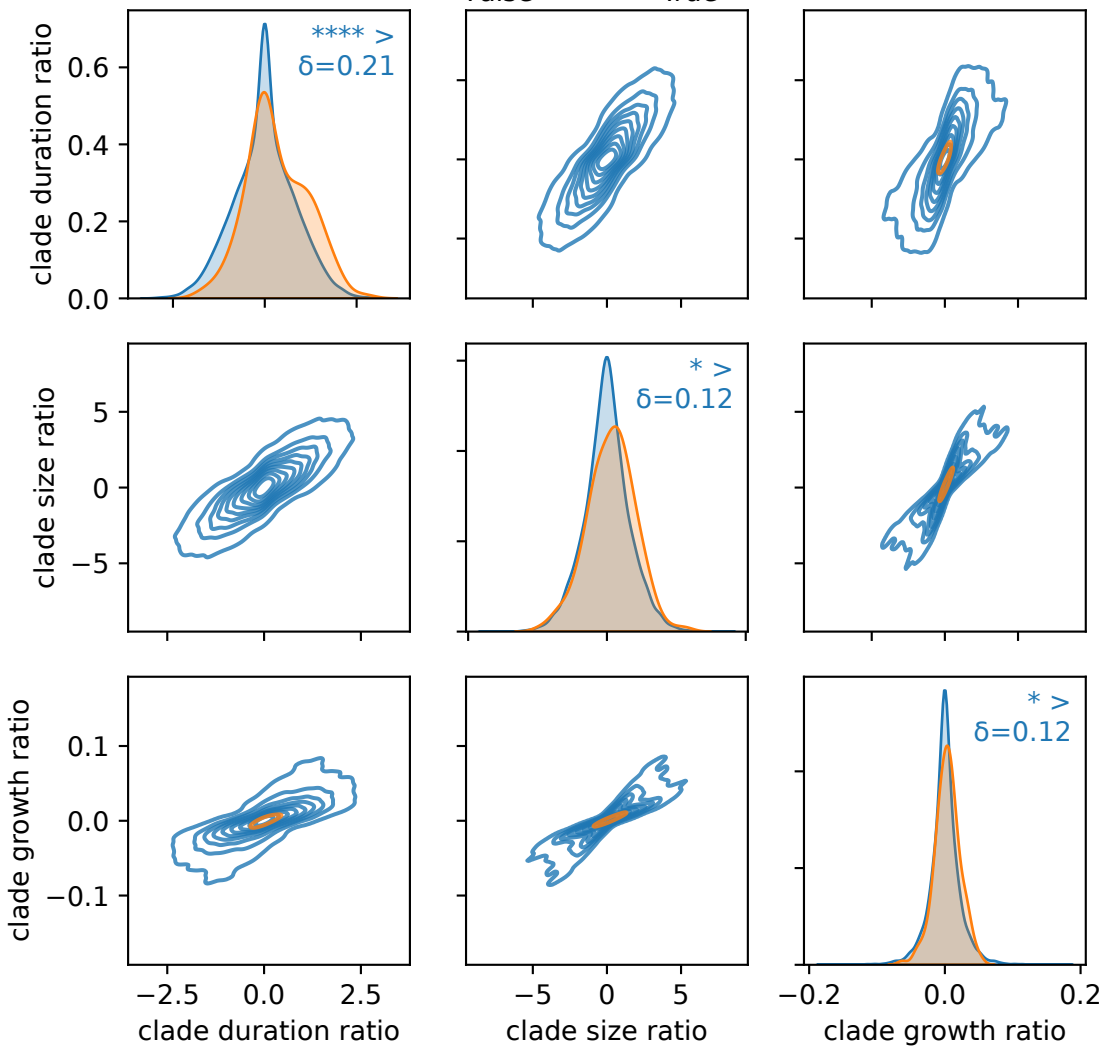 **** >
δ=0.21
clade duration ratio
0.6
0.4
0.2
0.0
* >
δ=0.12
clade size ratio
5
0
−5
* >
δ=0.12
clade growth ratio
0.1
0.0
−0.1
−2.5 0.0 2.5
−5 0 5
−0.2 0.0 0.2
clade duration ratio
clade size ratio
clade growth ratio